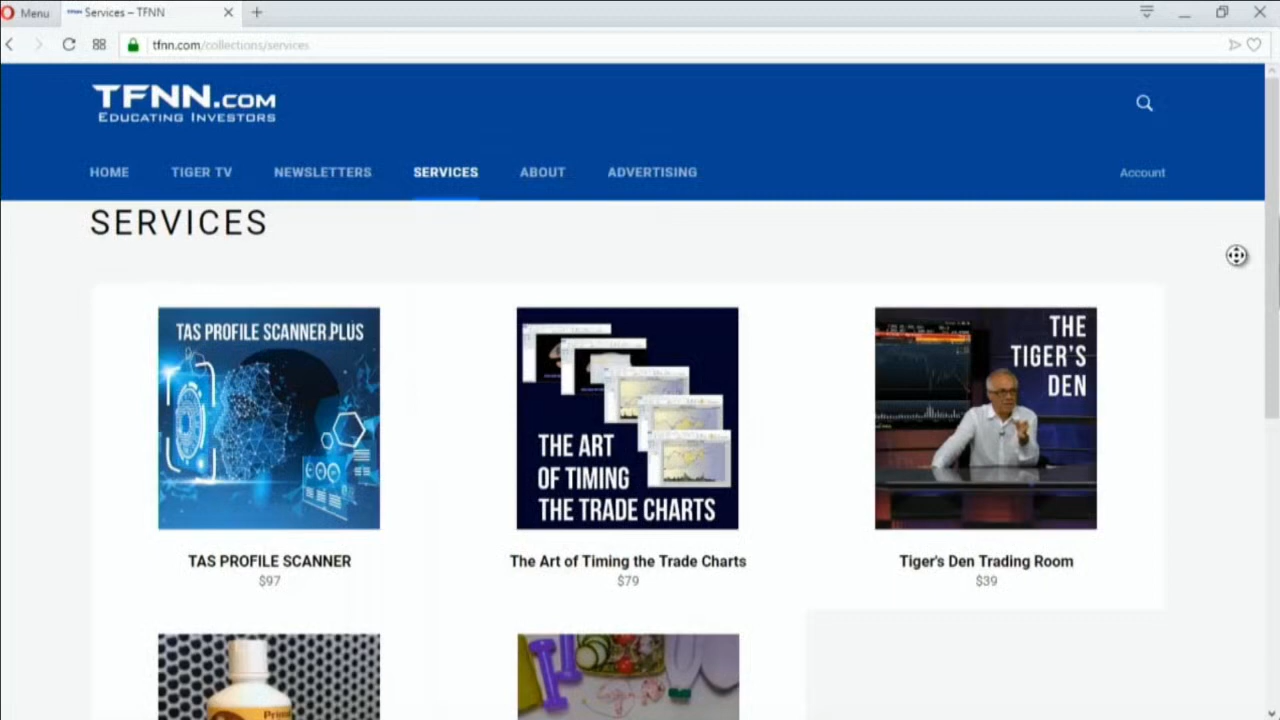 Menu
Services – TFNN
tfnn.com/collections/services
TFNN.COM
EDUCATING INVESTORS
HOME TIGER TV NEWSLETTERS SERVICES ABOUT ADVERTISING Account
SERVICES
TAS PROFILE SCANNER PLUS
THE ART
OF TIMING
THE TRADE CHARTS
THE
TIGER'S
DEN
TAS PROFILE SCANNER
$97
The Art of Timing the Trade Charts
$79
Tiger's Den Trading Room
$39